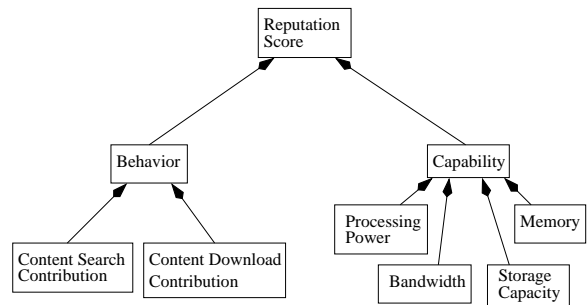 Reputation
Score
Behavior
Capability
Processing
Power
Memory
Content Search
Contribution
Content Download
Contribution
Bandwidth
Storage
Capacity